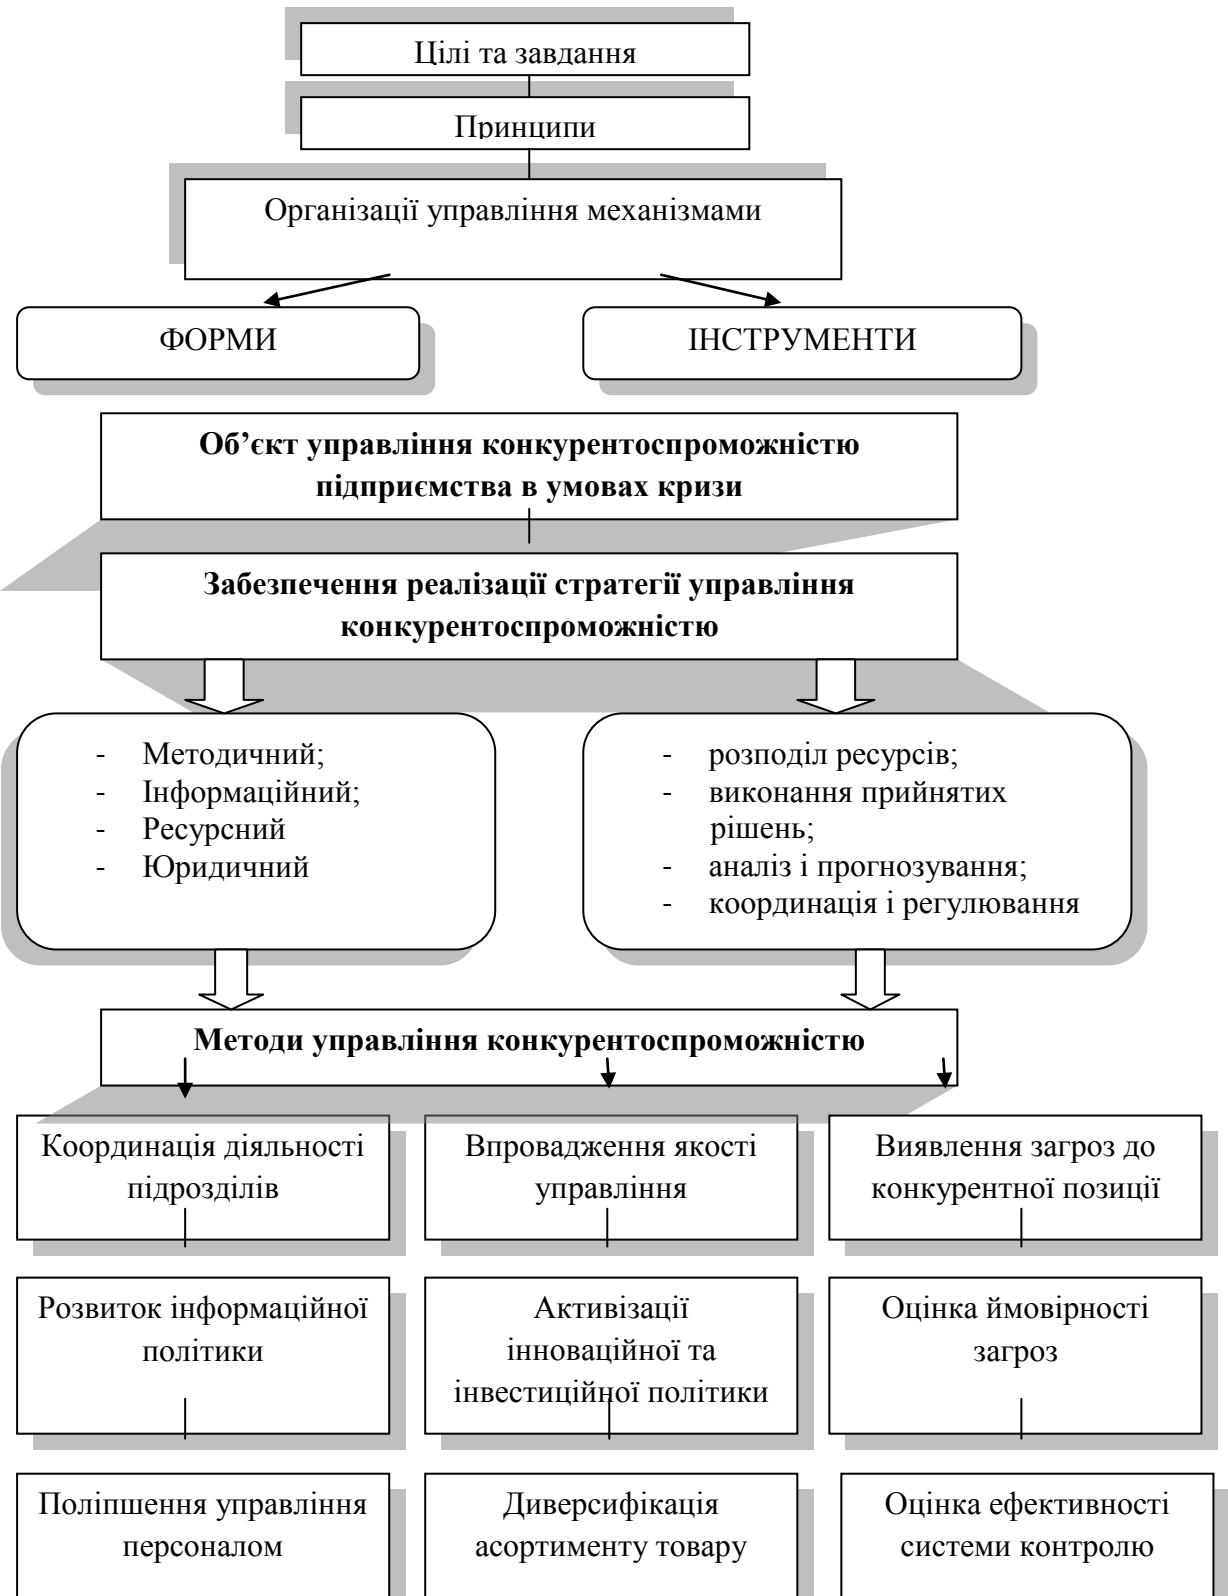 Цілі та завдання
Принципи
Організації управління механізмами
ФОРМИ
ІНСТРУМЕНТИ
Об’єкт управління конкурентоспроможністю
підприємства в умовах кризи
Забезпечення реалізації стратегії управління
конкурентоспроможністю
- Методичний;
- Інформаційний;
- Ресурсний
- Юридичний
- розподіл ресурсів;
- виконання прийнятих
рішень;
- аналіз і прогнозування;
- координація і регулювання
Методи управління конкурентоспроможністю
Координація діяльності
підрозділів
Впровадження якості
управління
Виявлення загроз до
конкурентної позиції
Розвиток інформаційної
політики
Активізації
інноваційної та
інвестиційної політики
Оцінка ймовірності
загроз
Поліпшення управління
персоналом
Диверсифікація
асортименту товару
Оцінка ефективності
системи контролю